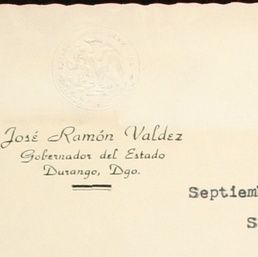 José Ramón Valdez
Gobernador del Estado
Durango, Dgo.